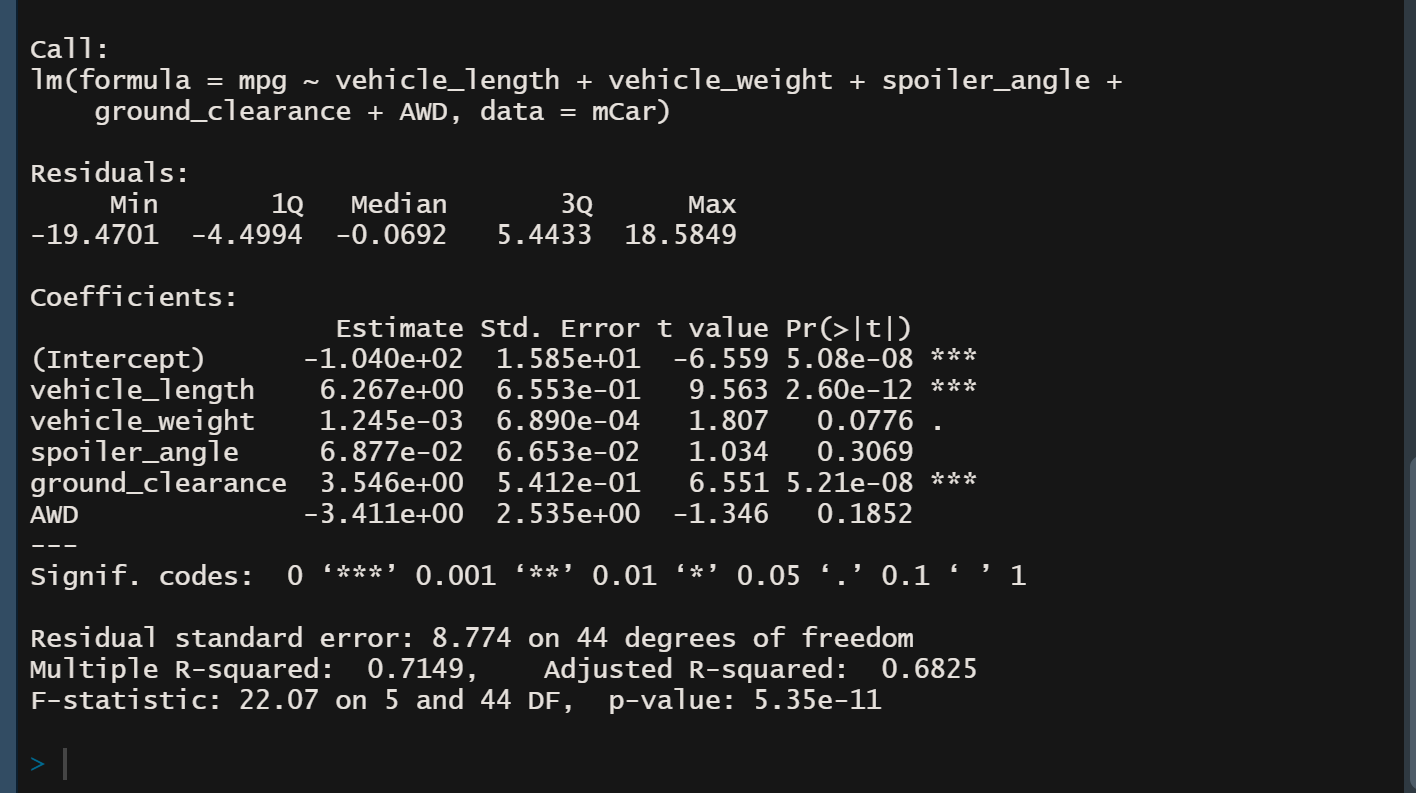 Call:
lm(formula = mpg ~ vehicle_length + vehicle_weight + spoiler_angle +
    ground_clearance + AWD, data = mCar)

Residuals:
     Min       1Q   Median       3Q      Max
-19.4701  -4.4994  -0.0692   5.4433  18.5849

Coefficients:
                   Estimate Std. Error t value Pr(>|t|)
(Intercept)      -1.040e+02  1.585e+01  -6.559 5.08e-08 ***
vehicle_length    6.267e+00  6.553e-01   9.563 2.60e-12 ***
vehicle_weight    1.245e-03  6.890e-04   1.807   0.0776 .
spoiler_angle     6.877e-02  6.653e-02   1.034   0.3069
ground_clearance  3.546e+00  5.412e-01   6.551 5.21e-08 ***
AWD              -3.411e+00  2.535e+00  -1.346   0.1852
---
Signif. codes:  0 ‘***’ 0.001 ‘**’ 0.01 ‘*’ 0.05 ‘.’ 0.1 ‘ ’ 1

Residual standard error: 8.774 on 44 degrees of freedom
Multiple R-squared:  0.7149,    Adjusted R-squared:  0.6825
F-statistic: 22.07 on 5 and 44 DF,  p-value: 5.35e-11

>